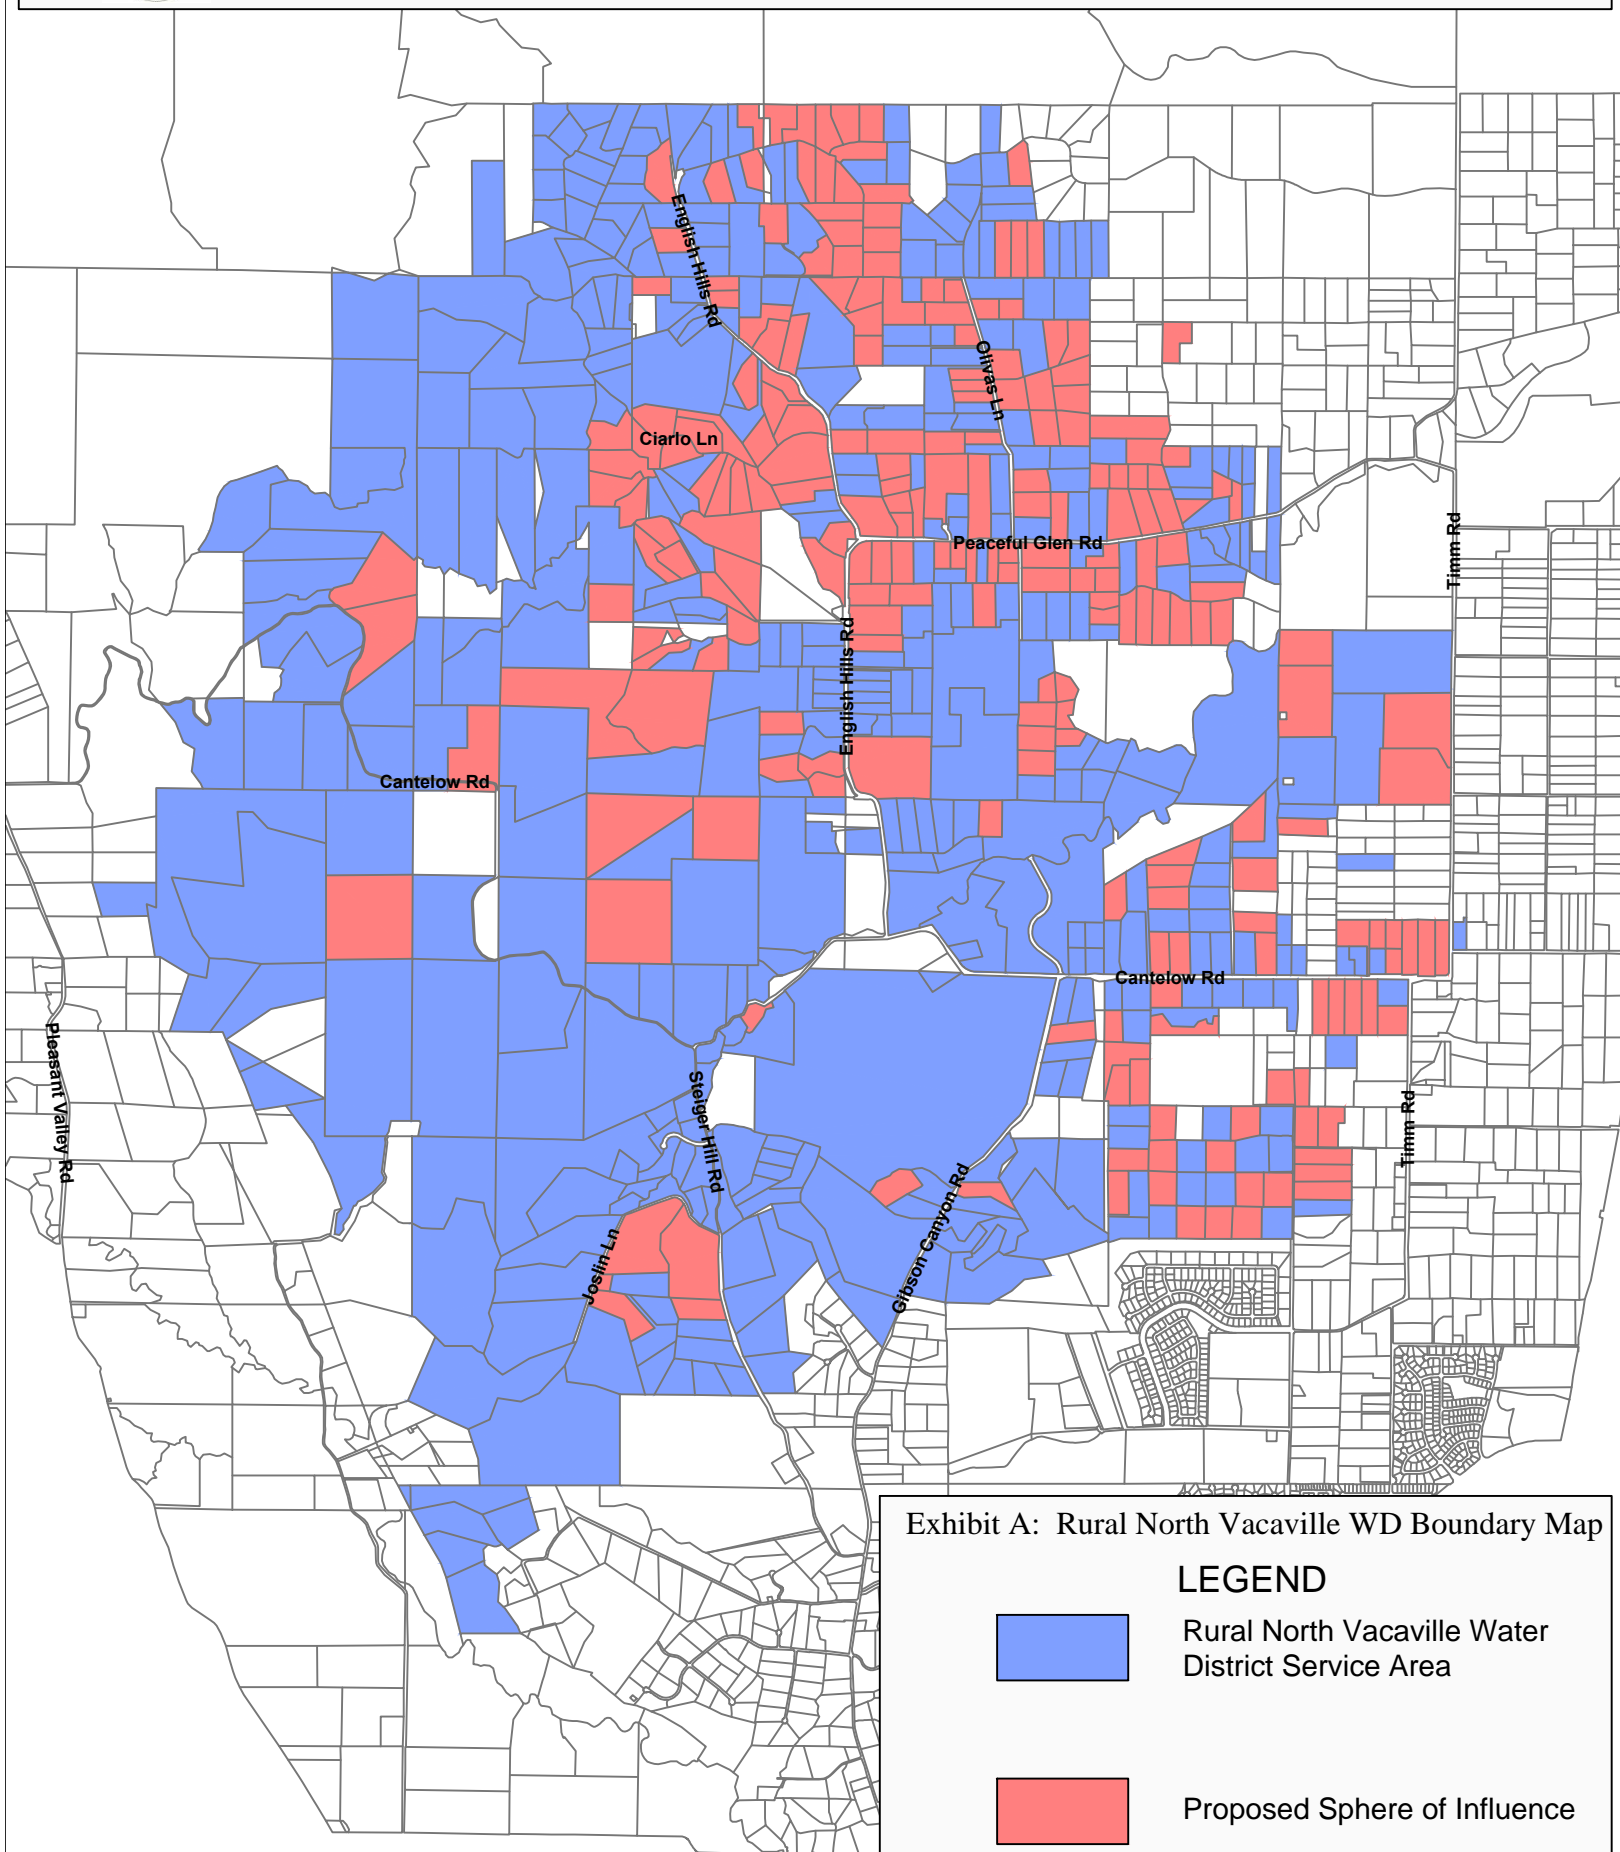 English Hills Rd
Olivas Ln
Ciarlo Ln
Peaceful Glen Rd
Timm Rd
English Hills Rd
Cantelow Rd
Cantelow Rd
Pleasant Valley Rd
Steiger Hill Rd
Timm Rd
Gibson Canyon Rd
Joslin Ln
Exhibit A: Rural North Vacaville WD Boundary Map
LEGEND
Rural North Vacaville Water
District Service Area
Proposed Sphere of Influence